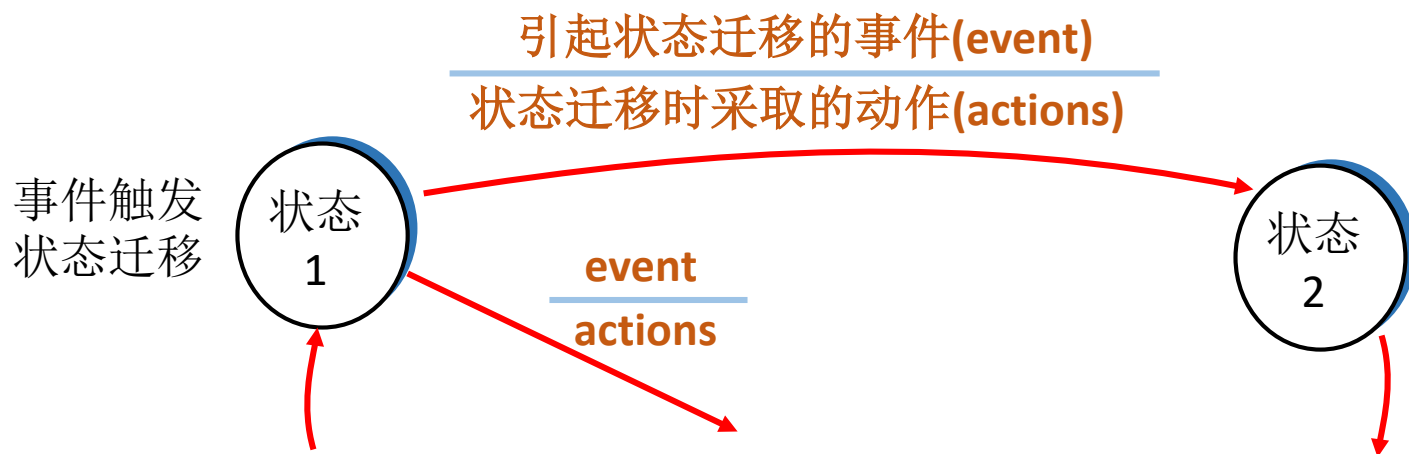 引起状态迁移的事件(event)
状态迁移时采取的动作(actions)
事件触发
状态迁移
状态
1
event
actions
状态
2